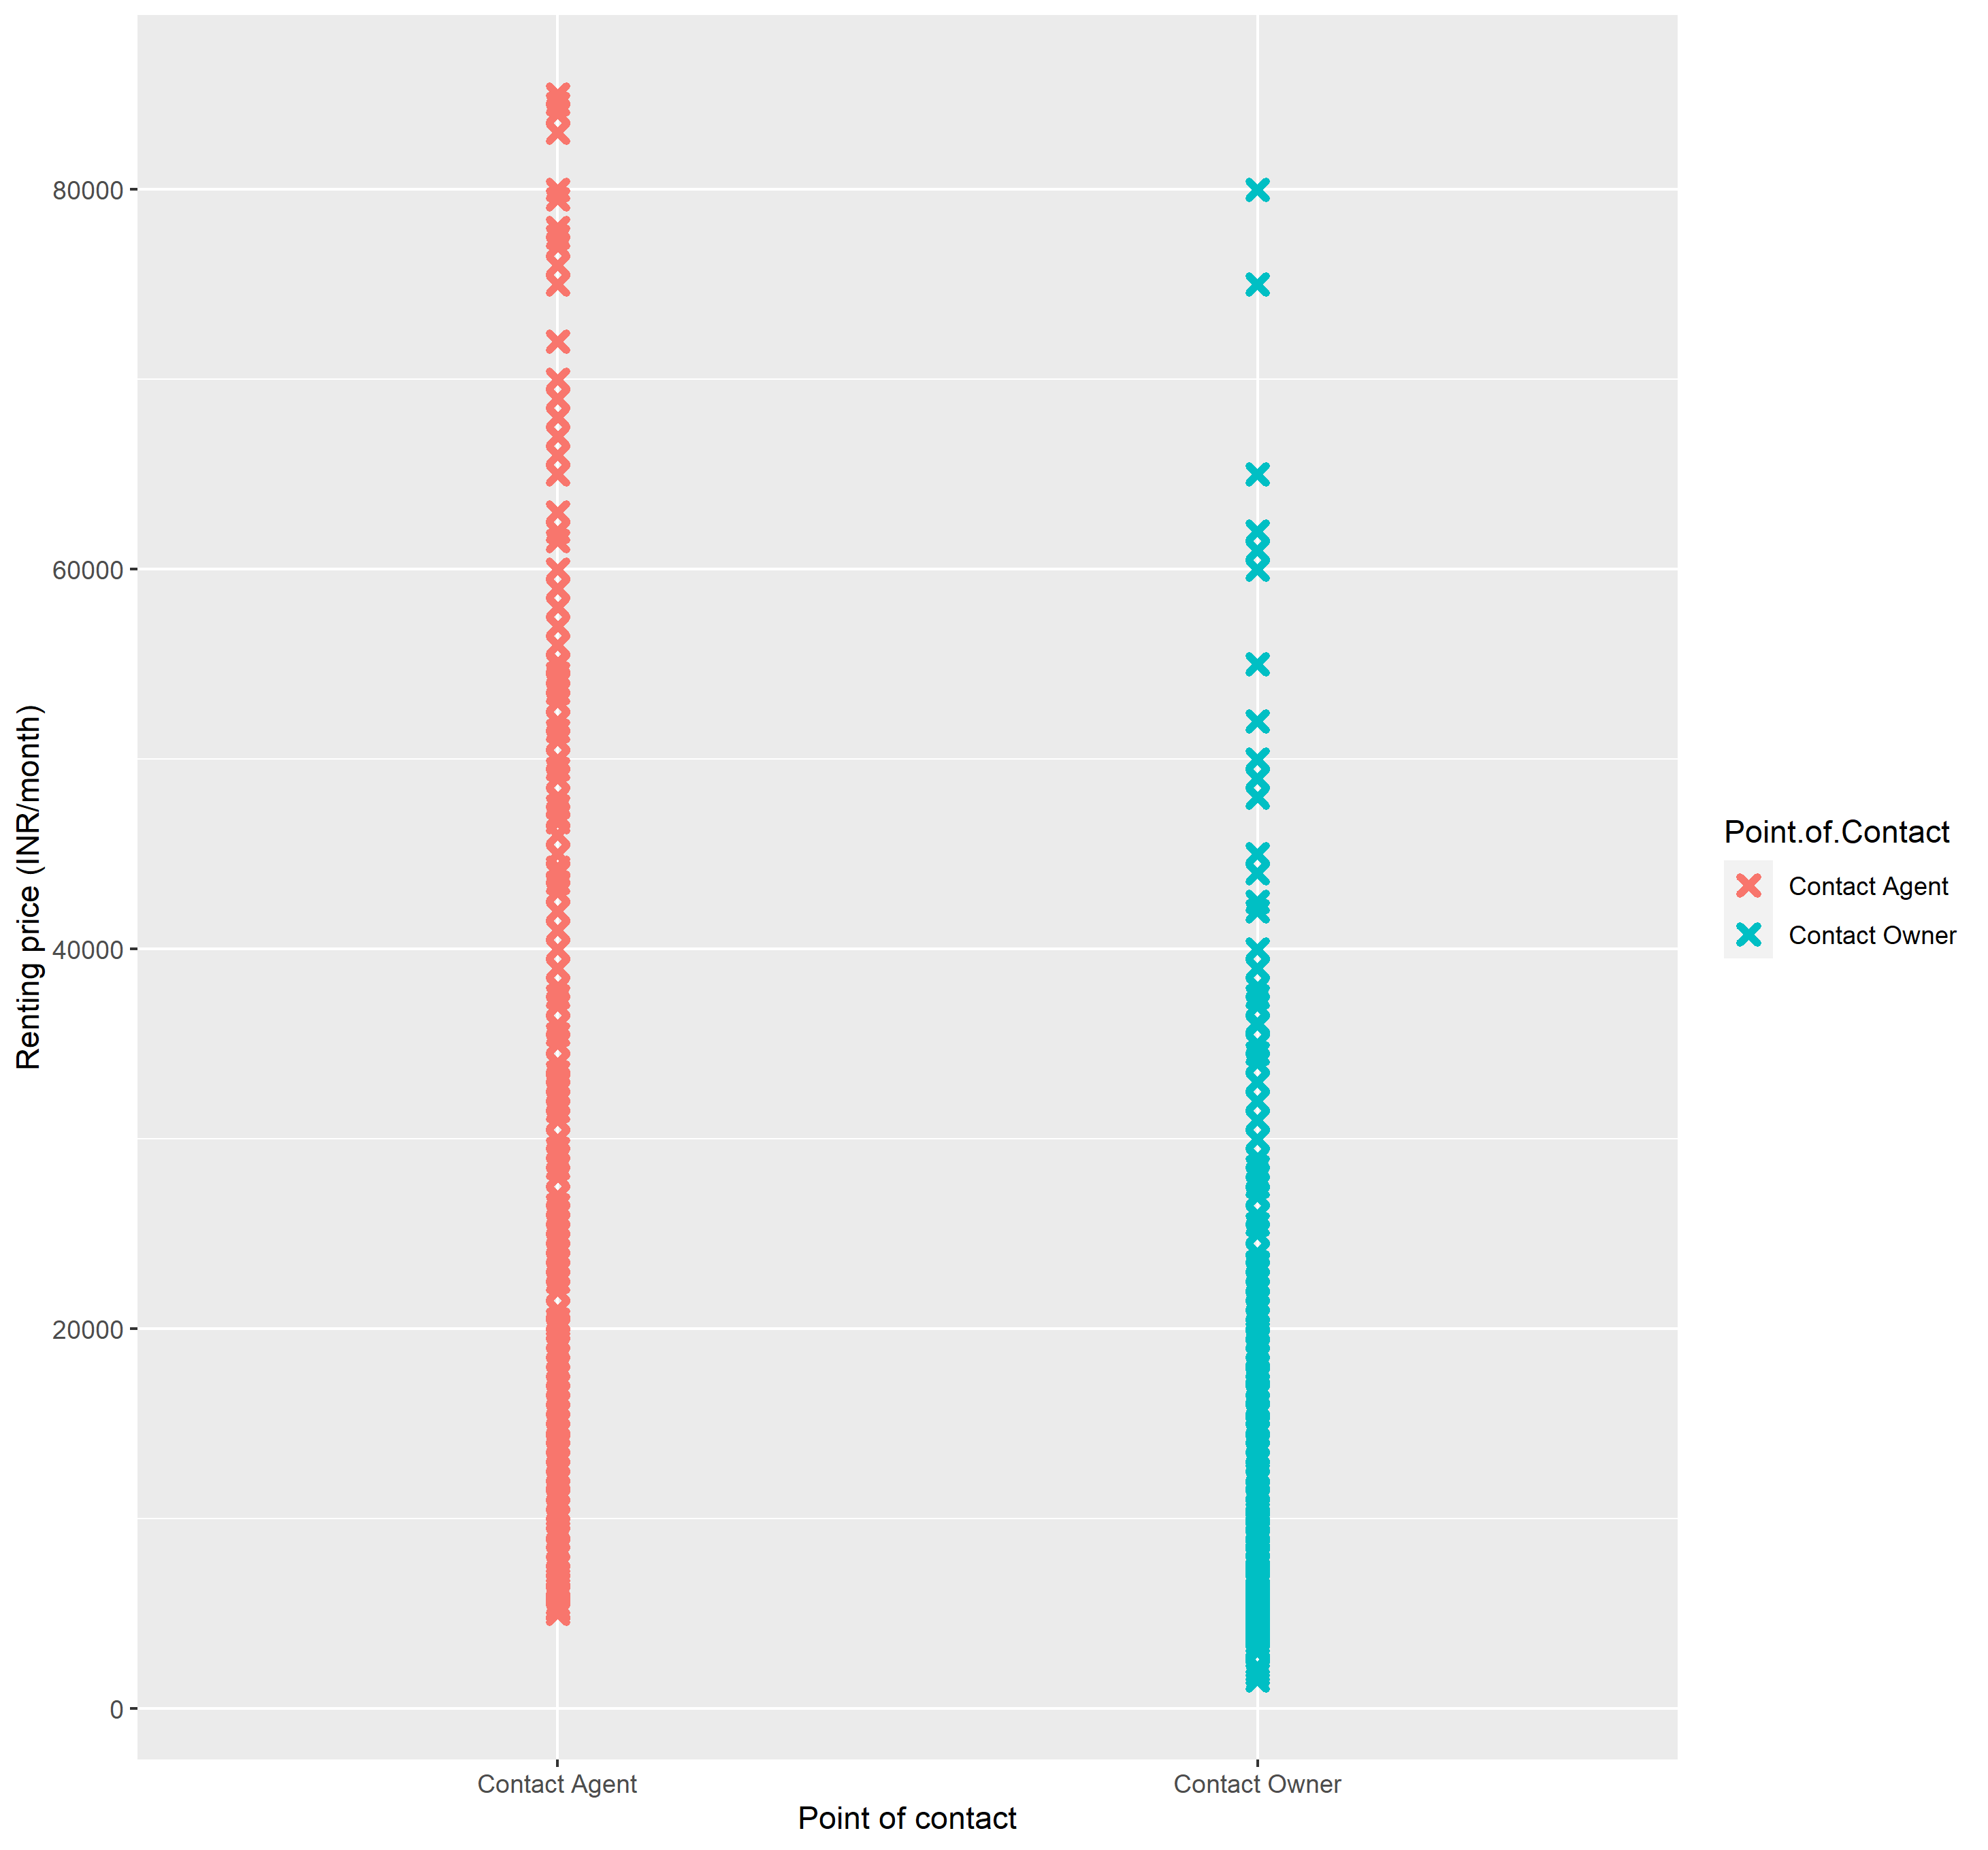 Renting price (INR/month)
80000
60000
40000
20000
0
Contact Agent
Contact Owner
Point of contact
Point.of.Contact
Contact Agent
Contact Owner